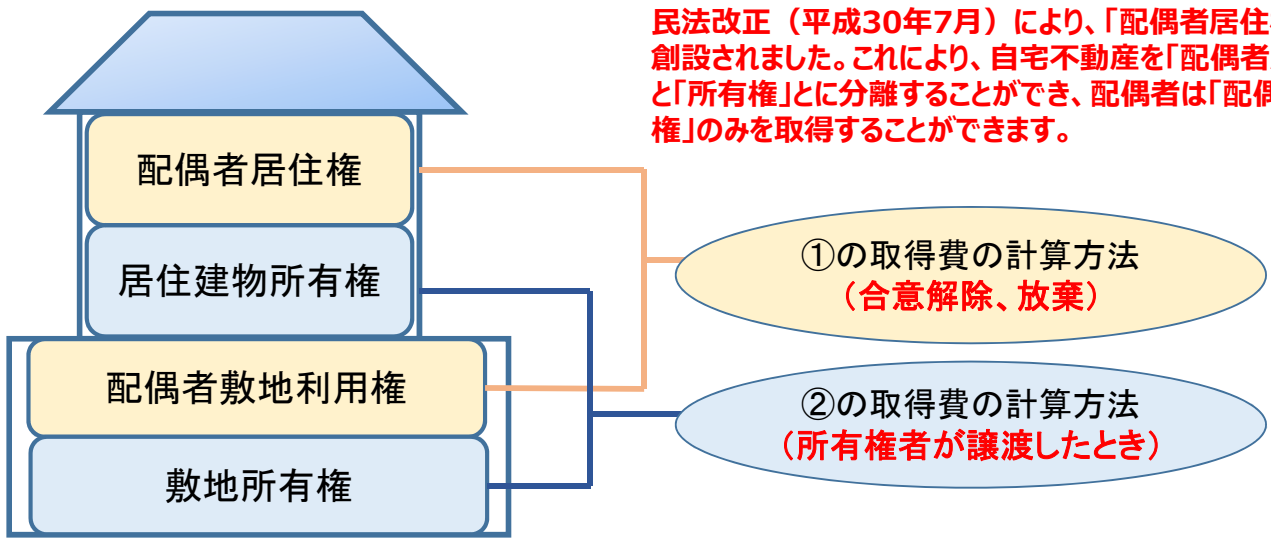 民法改正（平成30年7月）により、「配偶者居住
創設されました。これにより、自宅不動産を「配偶者
と「所有権」とに分離することができ、配偶者は「配偶
権」のみを取得することができます。
配偶者居住権
居住建物所有権
配偶者敷地利用権
敷地所有権
①の取得費の計算方法
（合意解除、放棄）
②の取得費の計算方法
（所有権者が譲渡したとき）